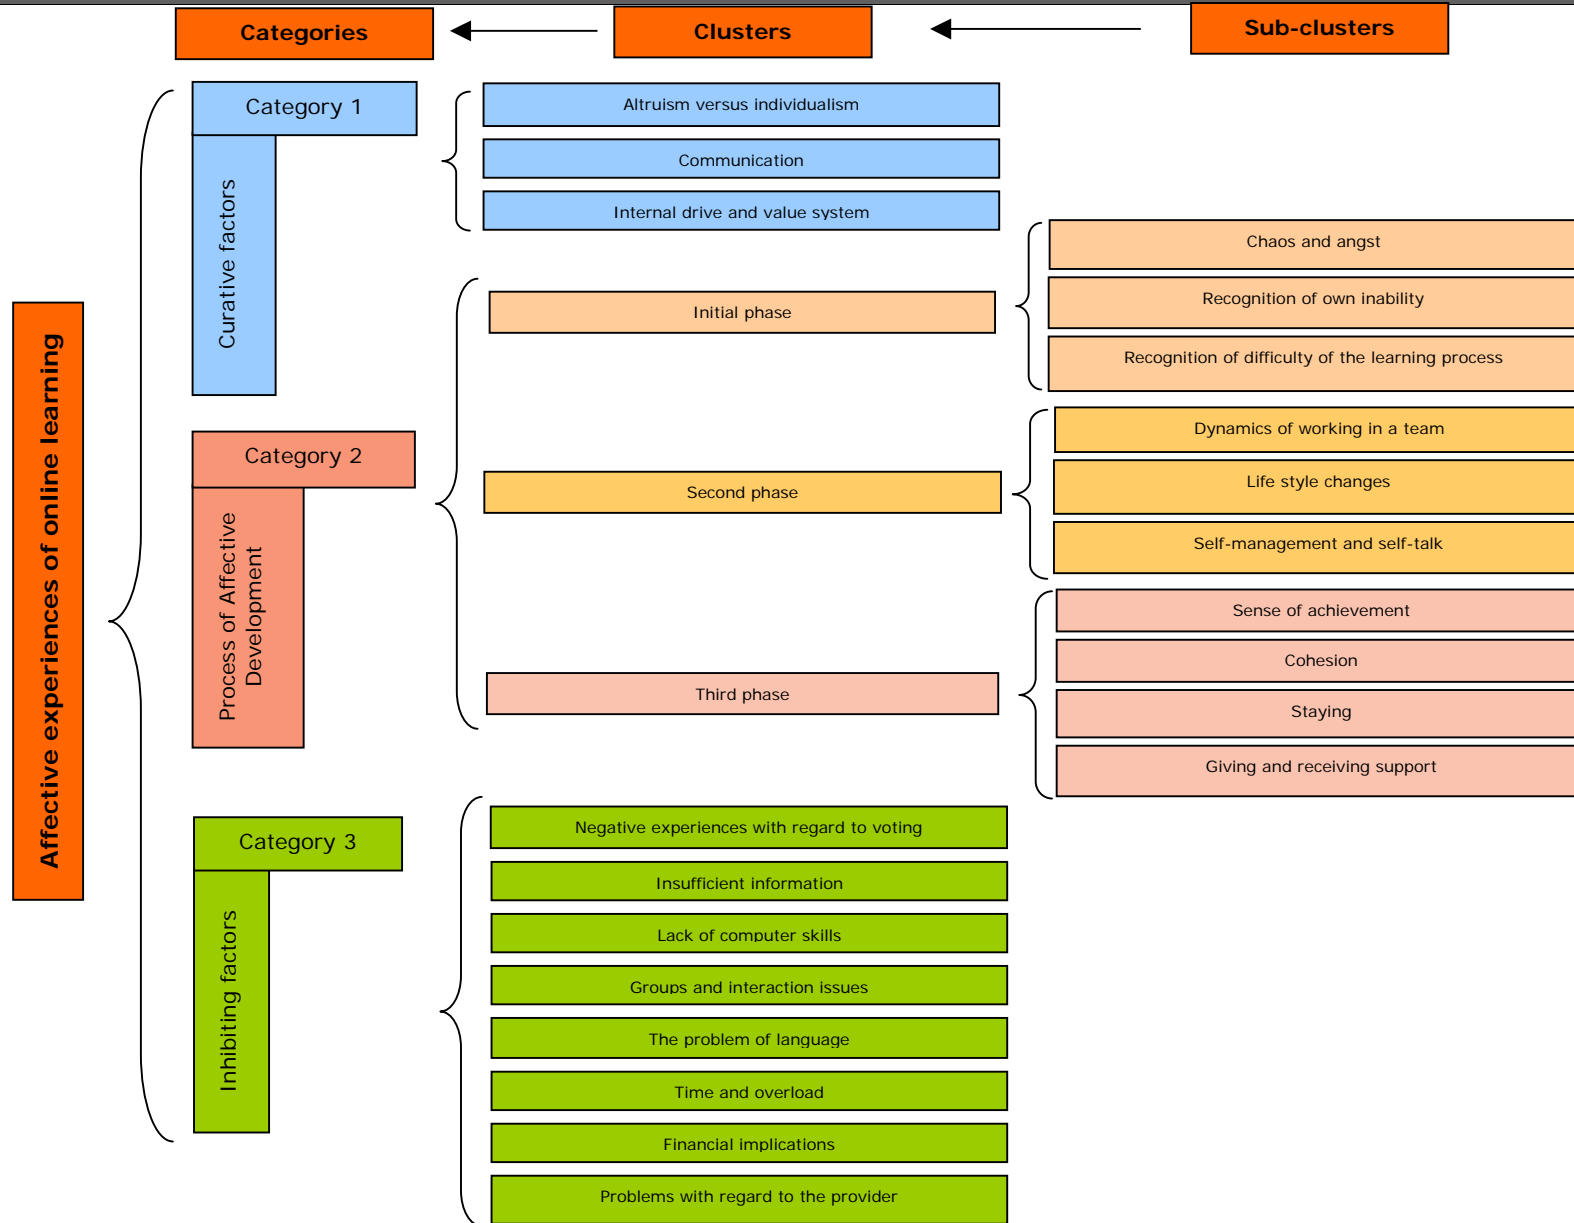 Categories
Clusters
Sub-clusters
Affective experiences of online learning
Category 1
Curative factors
Altruism versus individualism
Communication
Internal drive and value system
Category 2
Process of Affective
Development
Initial phase
Chaos and angst
Recognition of own inability
Recognition of difficulty of the learning process
Second phase
Dynamics of working in a team
Life style changes
Self-management and self-talk
Third phase
Sense of achievement
Cohesion
Staying
Giving and receiving support
Category 3
Inhibiting factors
Negative experiences with regard to voting
Insufficient information
Lack of computer skills
Groups and interaction issues
The problem of language
Time and overload
Financial implications
Problems with regard to the provider